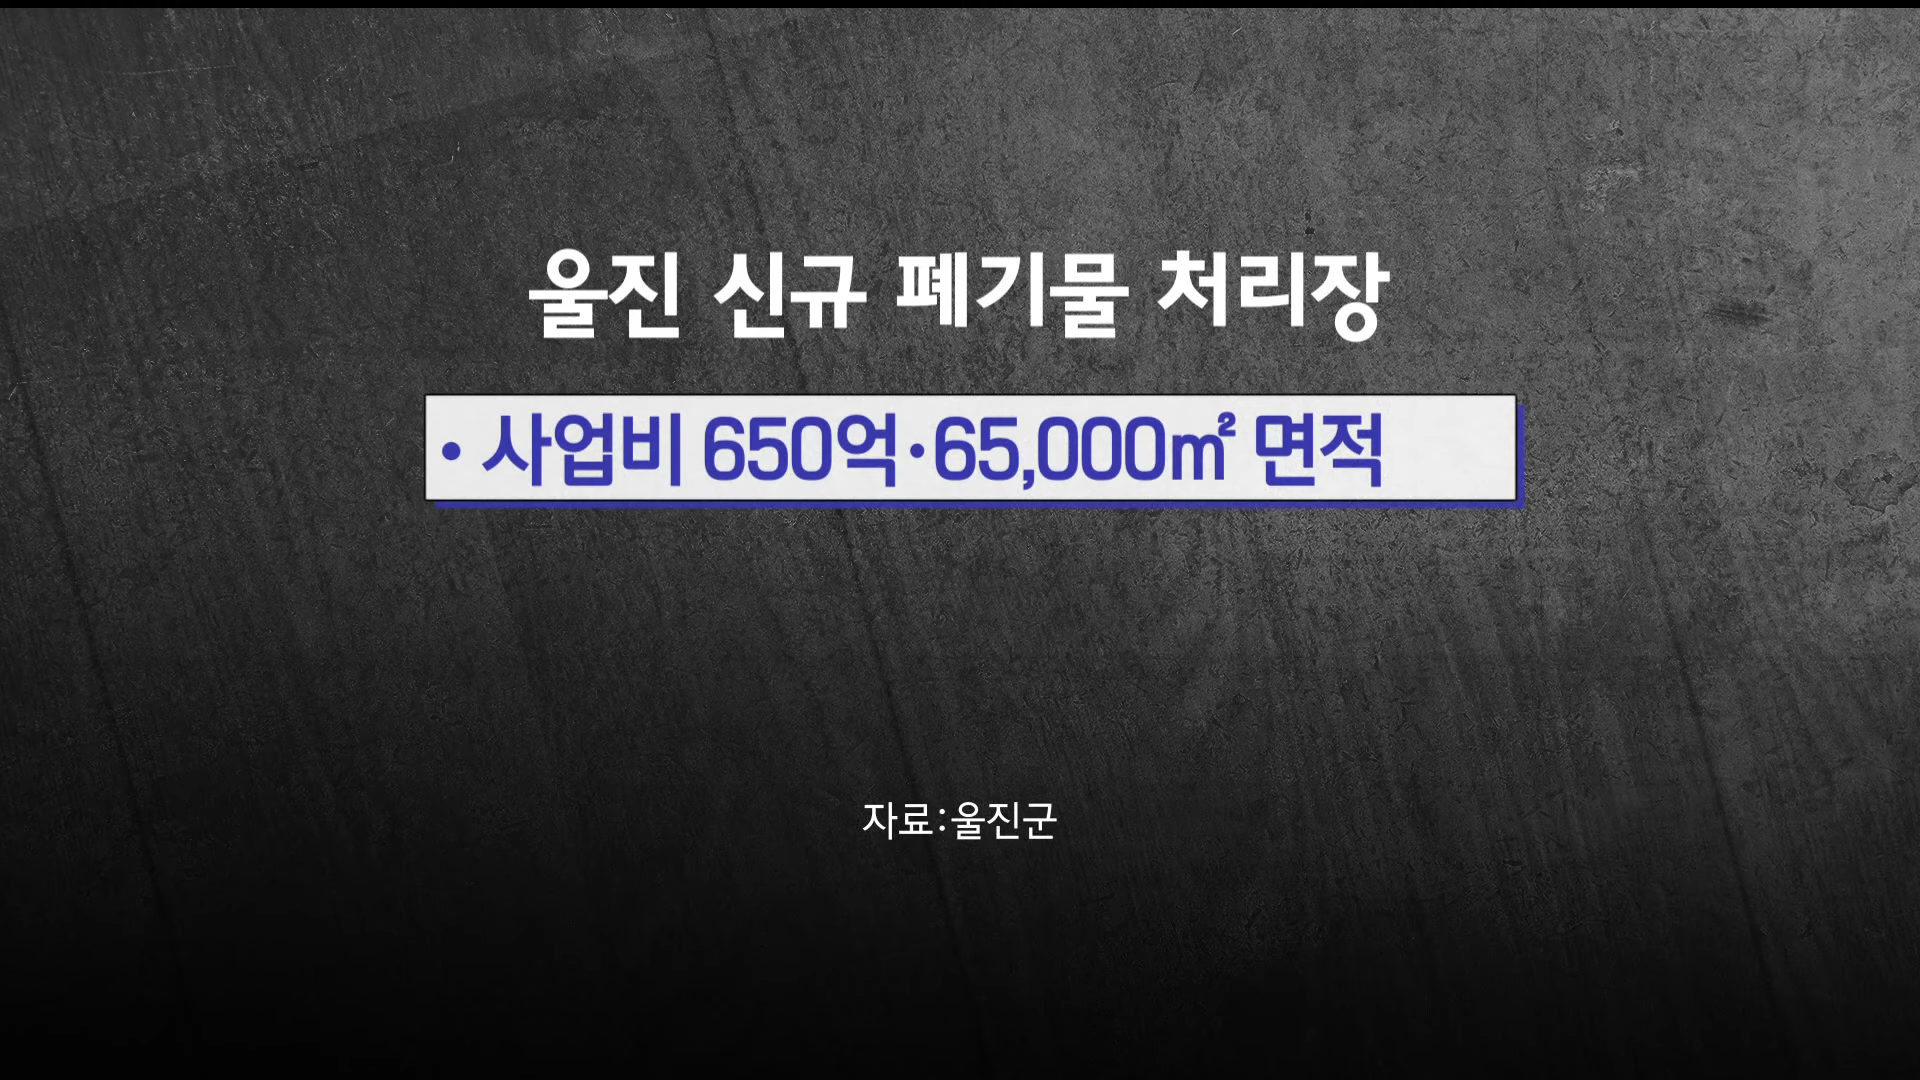 울진 신규 폐기물 처리장
• 사업비 650억·65,000㎡ 면적
자료:울진군